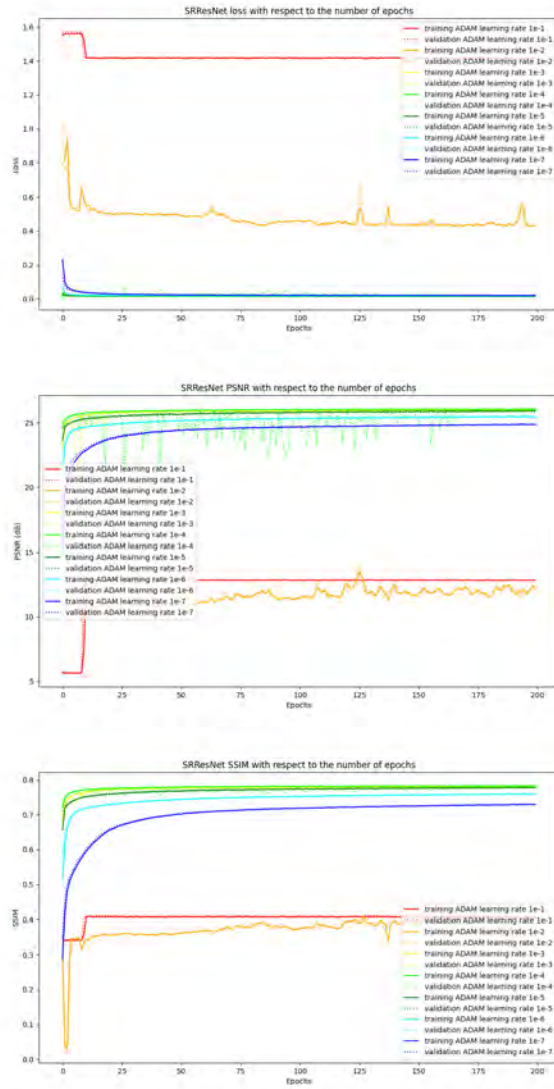 SRResNet loss with respect to the number of epochs
1.6
1.4
1.2
1.0
0.8
0.6
0.4
0.2
0.0
Loss
training ADAM learning rate 1e-1
validation ADAM learning rate 1e-1
training ADAM learning rate 1e-2
validation ADAM learning rate 1e-2
training ADAM learning rate 1e-3
validation ADAM learning rate 1e-3
training ADAM learning rate 1e-4
validation ADAM learning rate 1e-4
training ADAM learning rate 1e-5
validation ADAM learning rate 1e-5
training ADAM learning rate 1e-6
validation ADAM learning rate 1e-6
training ADAM learning rate 1e-7
validation ADAM learning rate 1e-7
0 25 50 75 100 125 150 175 200
Epochs
SRResNet PSNR with respect to the number of epochs
25
20
15
10
5
PSNR (dB)
training ADAM learning rate 1e-1
validation ADAM learning rate 1e-1
training ADAM learning rate 1e-2
validation ADAM learning rate 1e-2
training ADAM learning rate 1e-3
validation ADAM learning rate 1e-3
training ADAM learning rate 1e-4
validation ADAM learning rate 1e-4
training ADAM learning rate 1e-5
validation ADAM learning rate 1e-5
training ADAM learning rate 1e-6
validation ADAM learning rate 1e-6
training ADAM learning rate 1e-7
validation ADAM learning rate 1e-7
0 25 50 75 100 125 150 175 200
Epochs
SRResNet SSIM with respect to the number of epochs
0.8
0.7
0.6
0.5
0.4
0.3
0.2
0.1
0.0
SSIM
training ADAM learning rate 1e-1
validation ADAM learning rate 1e-1
training ADAM learning rate 1e-2
validation ADAM learning rate 1e-2
training ADAM learning rate 1e-3
validation ADAM learning rate 1e-3
training ADAM learning rate 1e-4
validation ADAM learning rate 1e-4
training ADAM learning rate 1e-5
validation ADAM learning rate 1e-5
training ADAM learning rate 1e-6
validation ADAM learning rate 1e-6
training ADAM learning rate 1e-7
validation ADAM learning rate 1e-7
0 25 50 75 100 125 150 175 200
Epochs